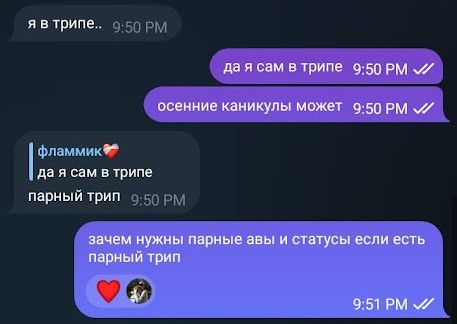 я в трипе.. 9:50 PM
да я сам в трипе 9:50 PM
осенние каникулы может 9:50 PM
фламмик❤️‍🩹
да я сам в трипе
парный трип 9:50 PM
зачем нужны парные авы и статусы если есть
парный трип
❤️
9:51 PM